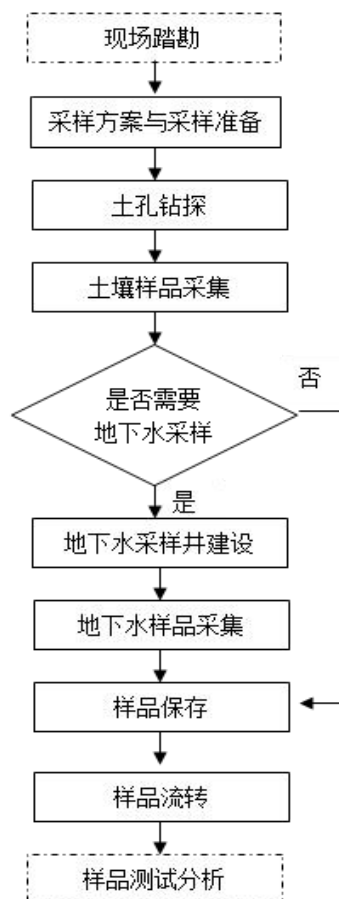 现场踏勘
采样方案与采样准备
土孔钻探
土壤样品采集
是否需要
地下水采样
否
是
地下水采样井建设
地下水样品采集
样品保存
样品流转
样品测试分析